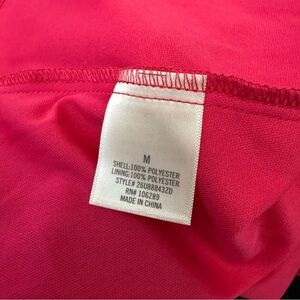 M
SHELL:100% POLYESTER
LINING:100% POLYESTER
STYLE# 26U88843ZD
RN# 106289
MADE IN CHINA